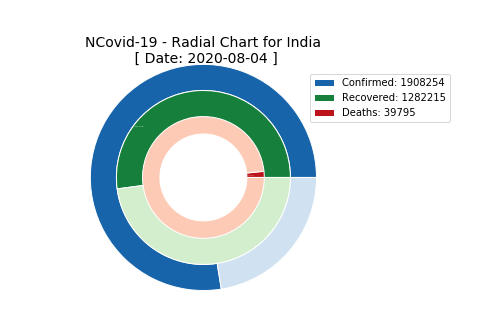 NCovid-19 - Radial Chart for India
[ Date: 2020-08-04 ]
Confirmed: 1908254
Recovered: 1282215
Deaths: 39795